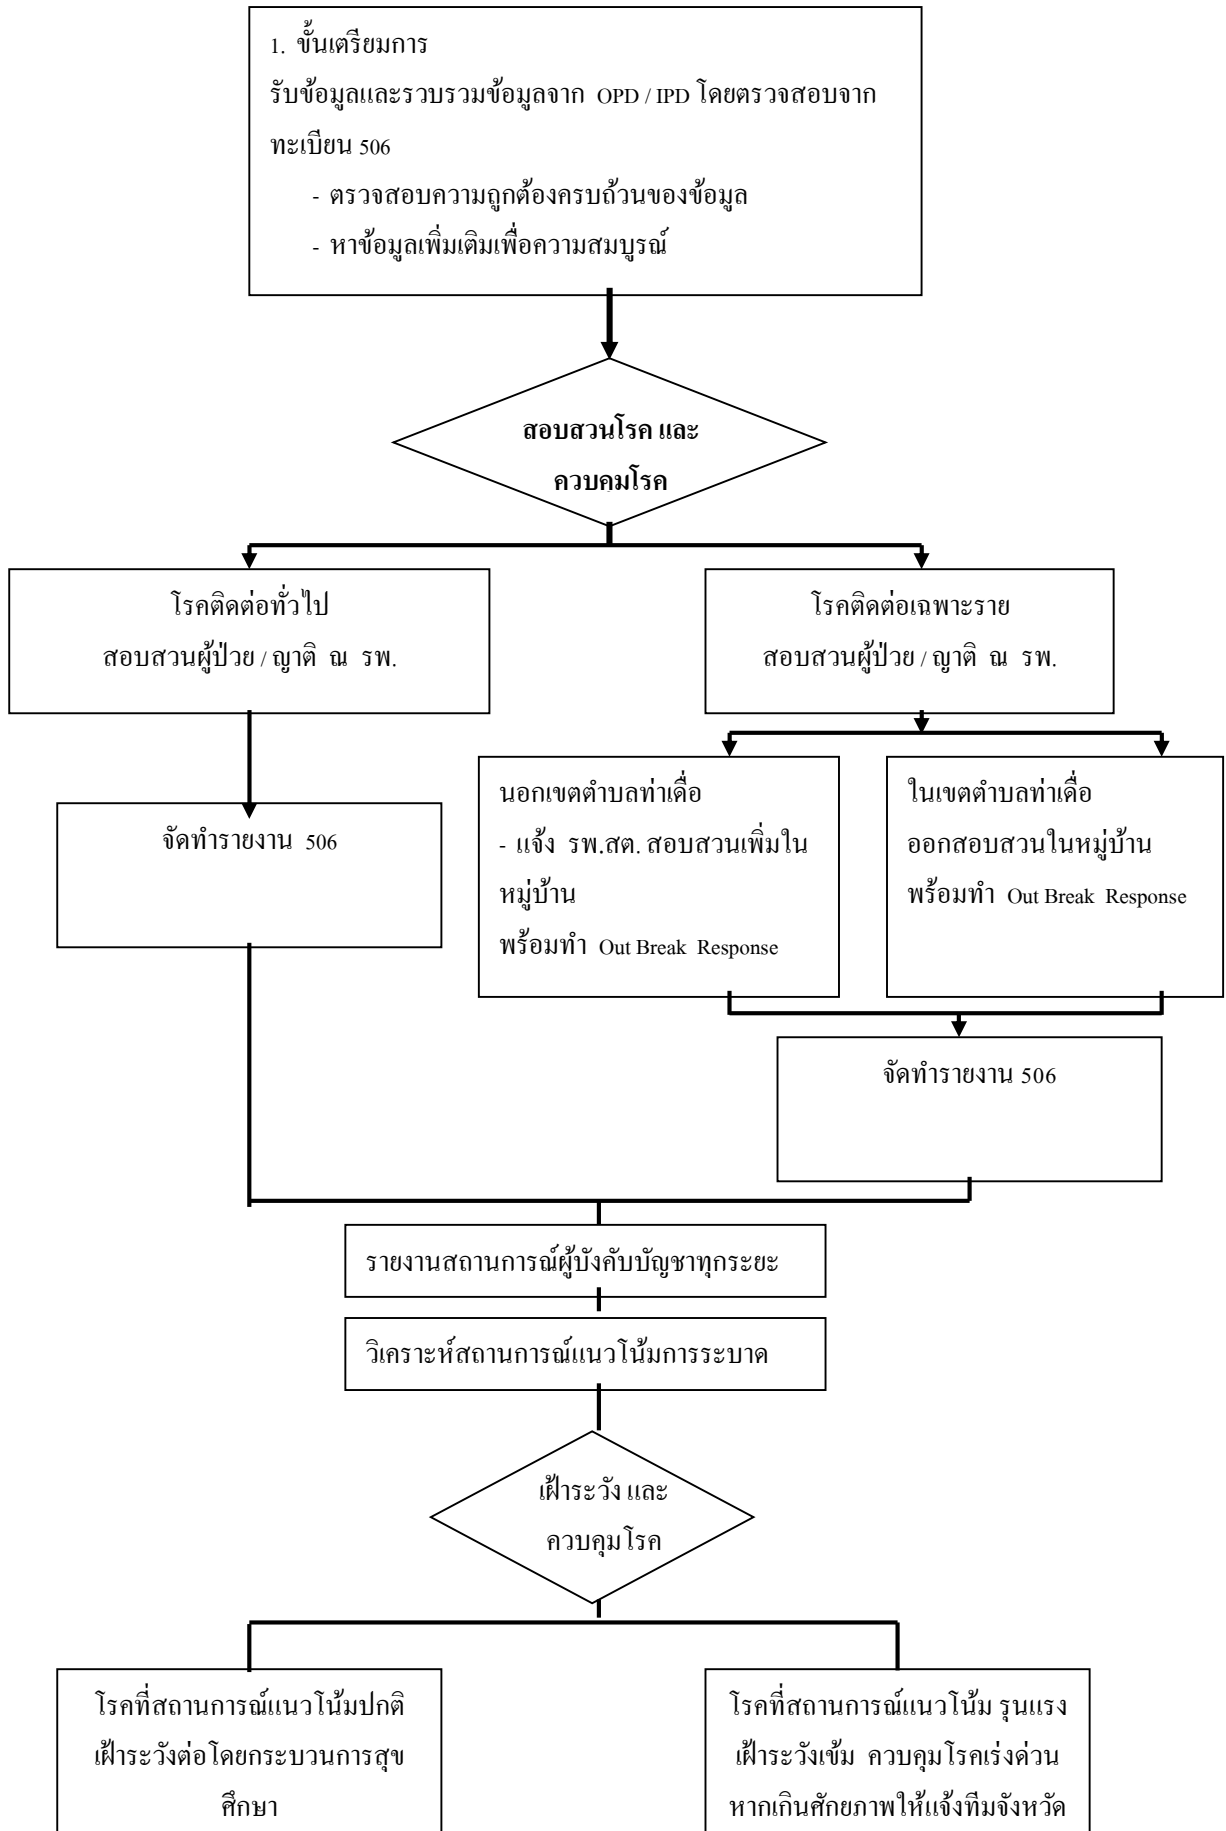 1. ขั้นเตรียมการ
รับข้อมูลและรวบรวมข้อมูลจาก OPD / IPD โดยตรวจสอบจาก
ทะเบียน 506
- ตรวจสอบความถูกต้องครบถ้วนของข้อมูล
- หาข้อมูลเพิ่มเติมเพื่อความสมบูรณ์
สอบสวนโรค และ
ควบคมโรค
โรคติดต่อทั่วไป
สอบสวนผู้ป่วย / ญาติ ณ รพ.
โรคติดต่อเฉพาะราย
สอบสวนผู้ป่วย / ญาติ ณ รพ.
จัดทำรายงาน 506
นอกเขตตำบลท่าเดื่อ
- แจ้ง รพ.สต. สอบสวนเพิ่มใน
หมู่บ้าน
พร้อมทำ Out Break Response
ในเขตตำบลท่าเดื่อ
ออกสอบสวนในหมู่บ้าน
พร้อมทำ Out Break Response
จัดทำรายงาน 506
รายงานสถานการณ์ผู้บังคับบัญชาทุกระยะ
วิเคราะห์สถานการณ์แนวโน้มการระบาด
เฝ้าระวัง และ
ควบคุมโรค
โรคที่สถานการณ์แนวโน้มปกติ
เฝ้าระวังต่อโดยกระบวนการสุข
ศึกษา
โรคที่สถานการณ์แนวโน้ม รุนแรง
เฝ้าระวังเข้ม ควบคุมโรคเร่งด่วน
หากเกินศักยภาพให้แจ้งทีมจังหวัด